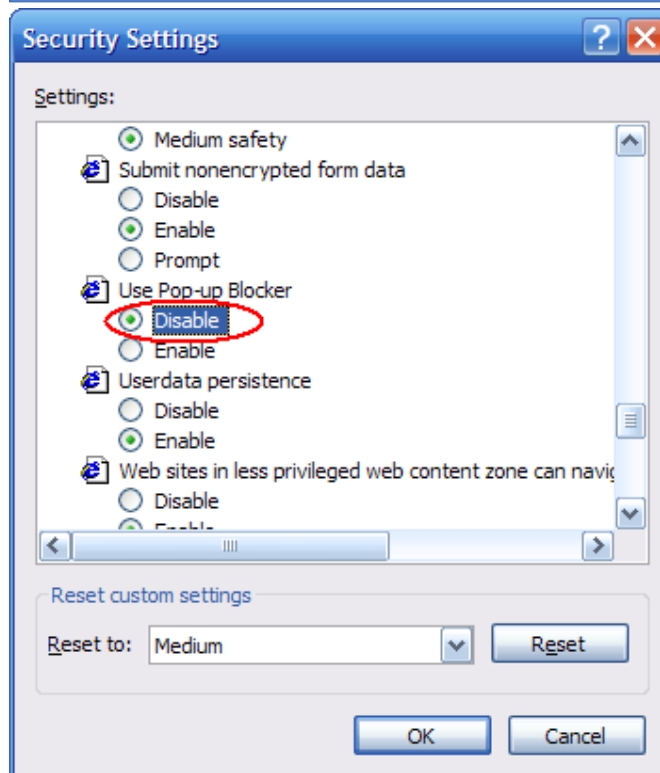 Security Settings
Settings:
Medium safety
Submit nonencrypted form data
Disable
Enable
Prompt
Use Pop-up Blocker
Disable
Enable
Userdata persistence
Disable
Enable
Web sites in less privileged web content zone can navig
Disable
Enable
Reset custom settings
Reset to: Medium Reset
OK Cancel